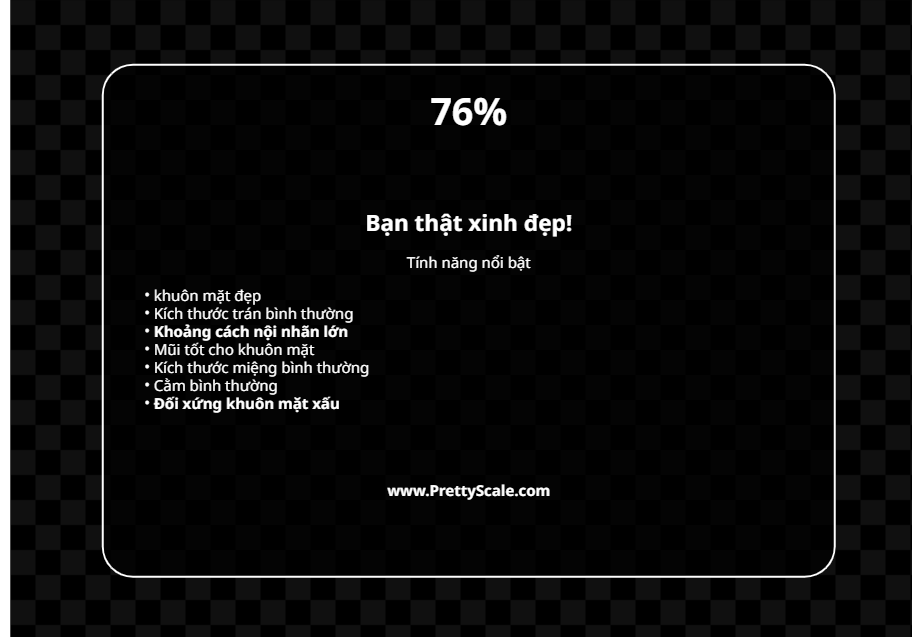 76%
Bạn thật xinh đẹp!
Tính năng nổi bật
• khuôn mặt đẹp
• Kích thước trán bình thường
• Khoảng cách nội nhãn lớn
• Mũi tốt cho khuôn mặt
• Kích thước miệng bình thường
• Cằm bình thường
• Đối xứng khuôn mặt xấu
www.PrettyScale.com